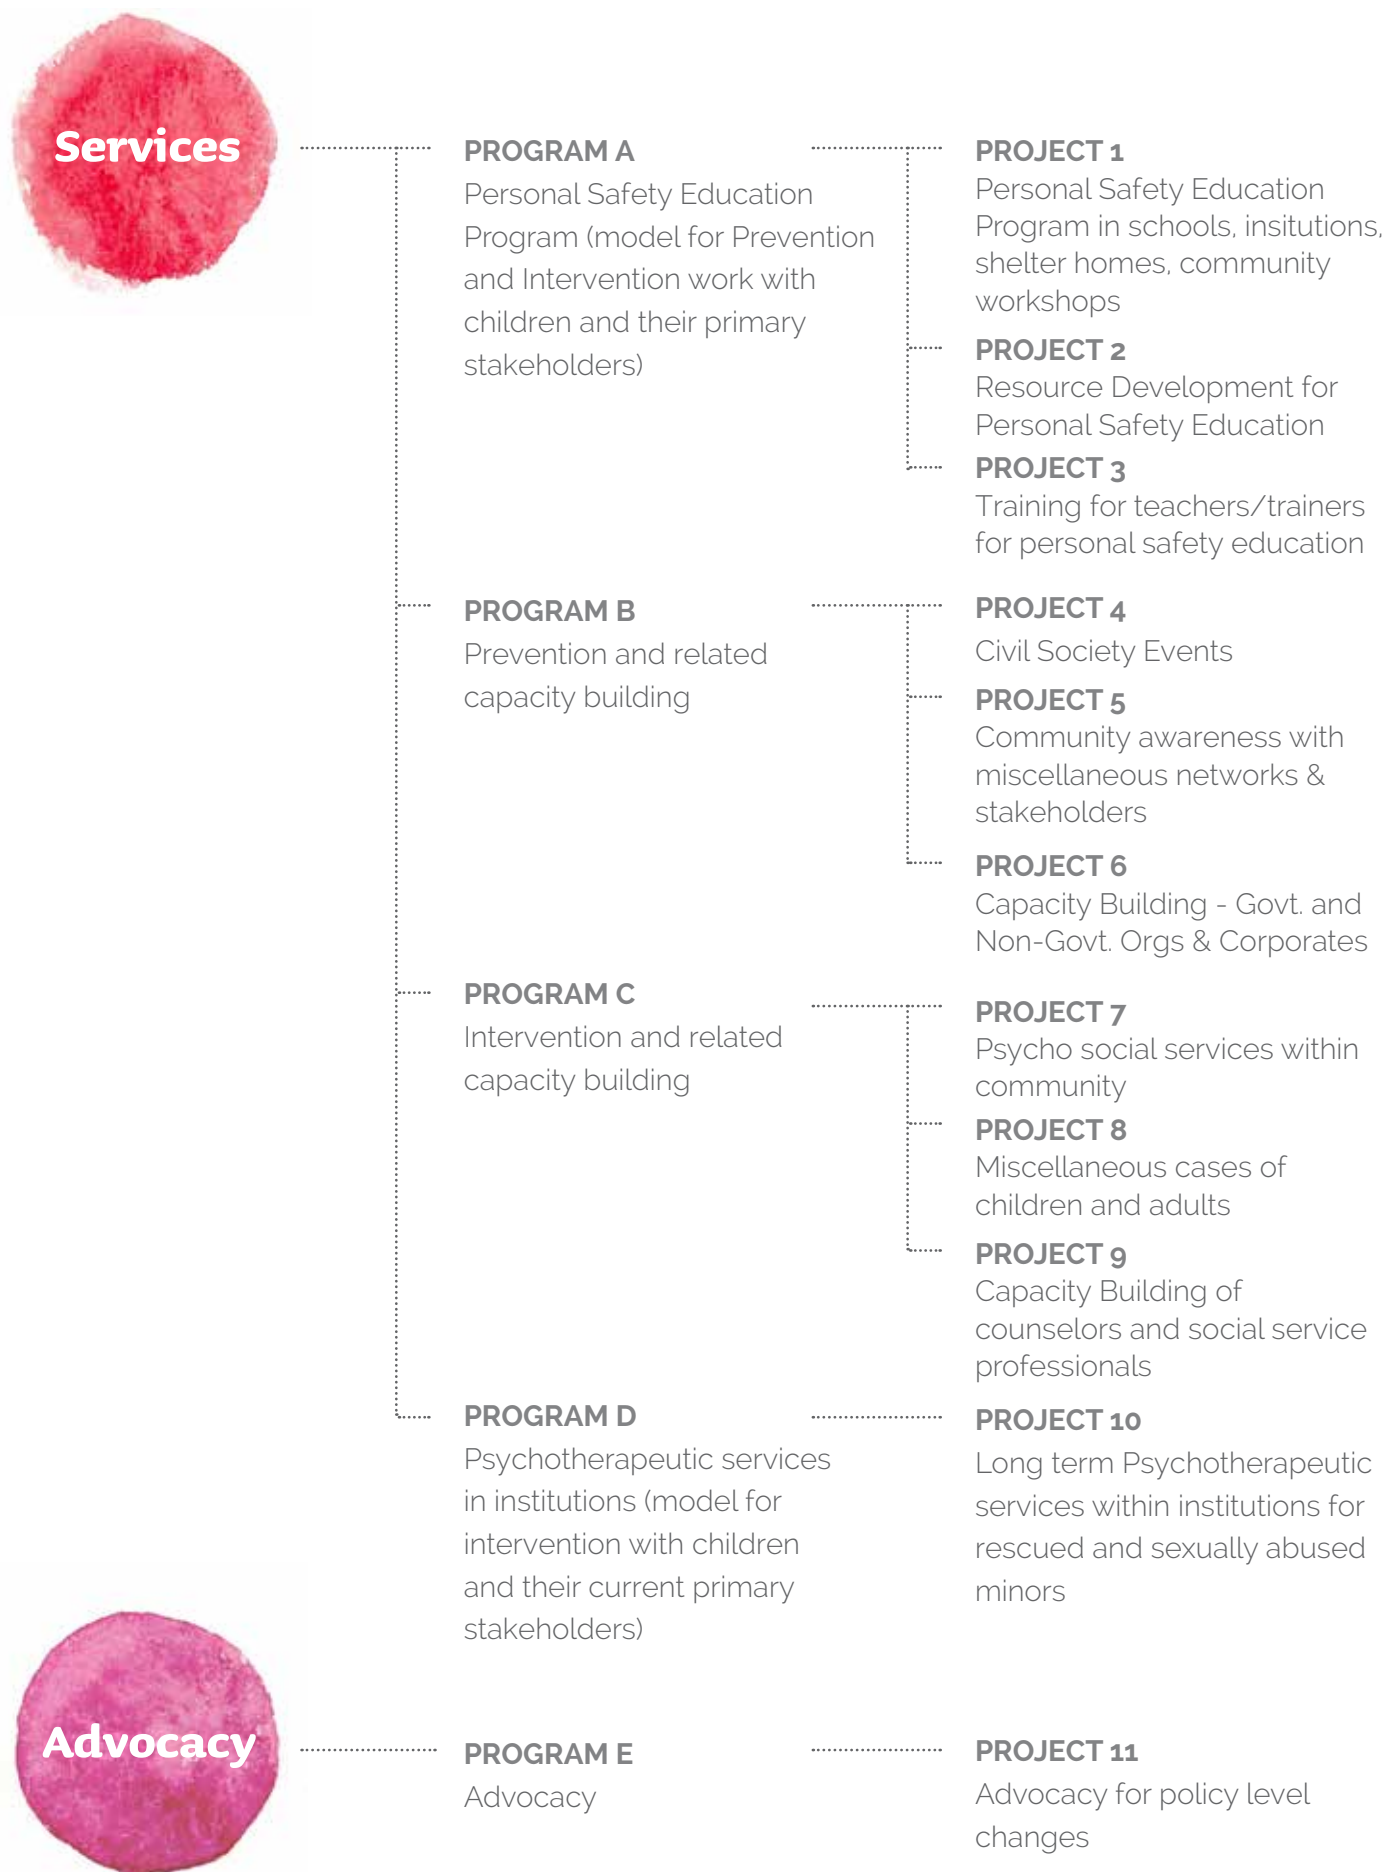 Services
PROGRAM A
Personal Safety Education
Program (model for Prevention
and Intervention work with
children and their primary
stakeholders)
PROJECT 1
Personal Safety Education
Program in schools, insitutions,
shelter homes, community
workshops
PROJECT 2
Resource Development for
Personal Safety Education
PROJECT 3
Training for teachers/trainers
for personal safety education
PROGRAM B
Prevention and related
capacity building
PROJECT 4
Civil Society Events
PROJECT 5
Community awareness with
miscellaneous networks &
stakeholders
PROJECT 6
Capacity Building - Govt. and
Non-Govt. Orgs & Corporates
PROGRAM C
Intervention and related
capacity building
PROJECT 7
Psycho social services within
community
PROJECT 8
Miscellaneous cases of
children and adults
PROJECT 9
Capacity Building of
counselors and social service
professionals
PROGRAM D
Psychotherapeutic services
in institutions (model for
intervention with children
and their current primary
stakeholders)
PROJECT 10
Long term Psychotherapeutic
services within institutions for
rescued and sexually abused
minors
Advocacy
PROGRAM E
Advocacy
PROJECT 11
Advocacy for policy level
changes